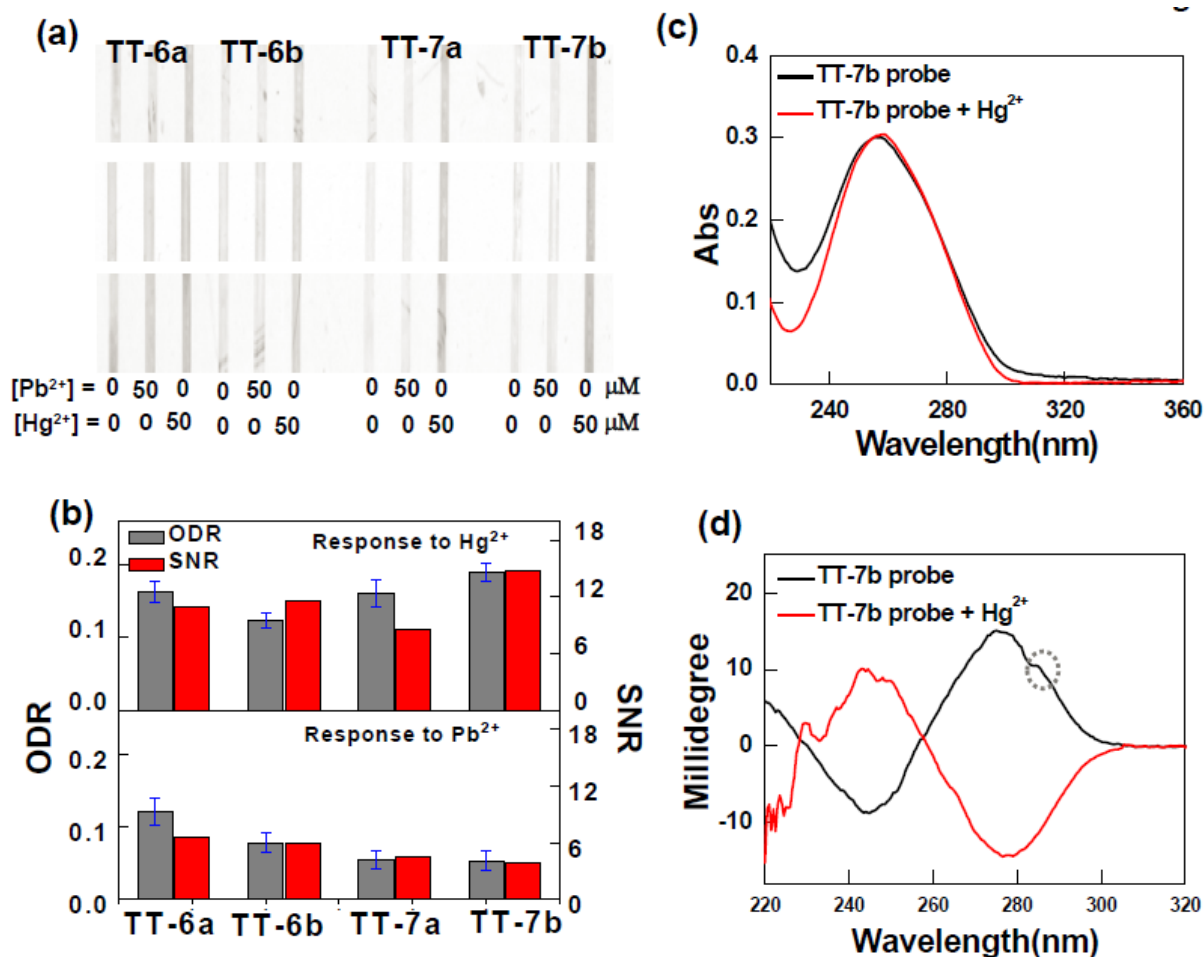 (a)
TT-6a TT-6b TT-7a TT-7b
[Pb²⁺] = 0 50 0 0 50 0 0 50 0 0 50 0 μM
[Hg²⁺] = 0 0 50 0 0 50 0 0 50 0 0 50 μM
(b)
ODR
SNR
Response to Hg²⁺
0.2
0.1
0.0
18
12
6
0
Response to Pb²⁺
0.2
0.1
0.0
18
12
6
0
ODR
SNR
TT-6a TT-6b TT-7a TT-7b
(c)
TT-7b probe
TT-7b probe + Hg²⁺
0.4
0.3
0.2
0.1
0.0
Abs
240 280 320 360
Wavelength(nm)
(d)
TT-7b probe
TT-7b probe + Hg²⁺
20
10
0
-10
Millidegree
220 240 260 280 300 320
Wavelength(nm)